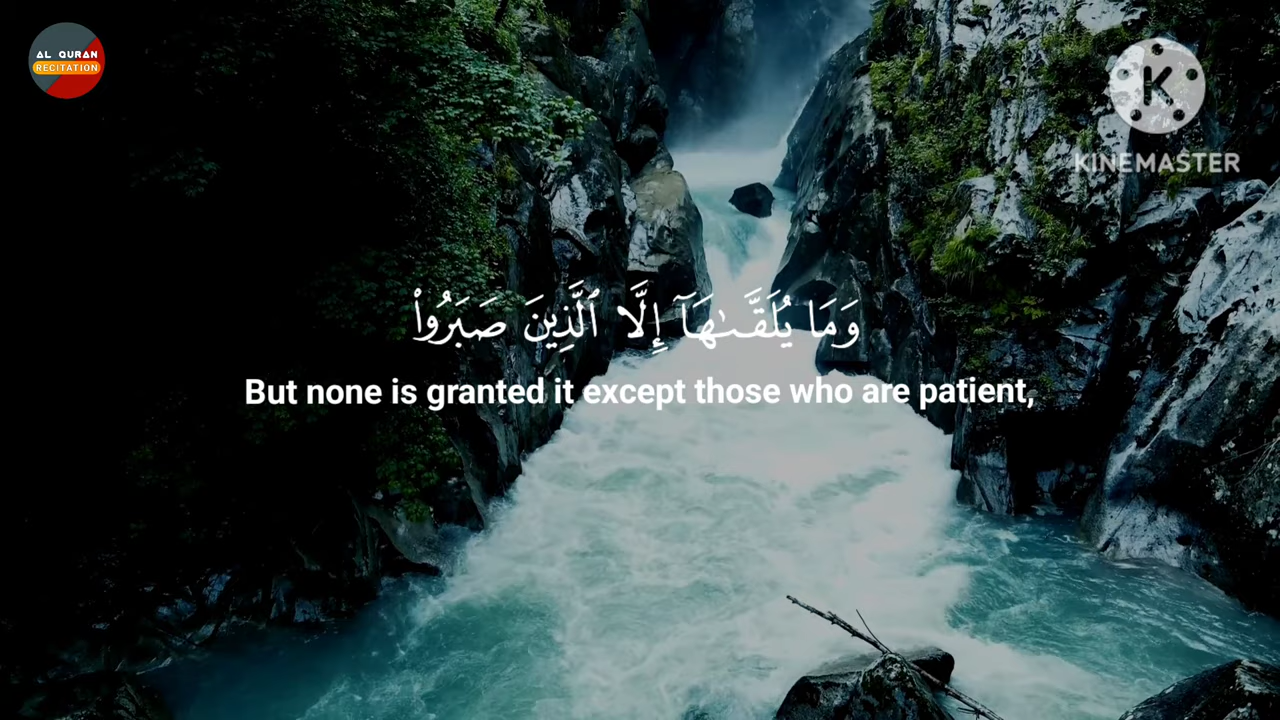 AL QURAN
RECITATION
K
KINEMASTER
وَمَا يُلَقَّىٰهَآ إِلَّا ٱلَّذِينَ صَبَرُوا۟
But none is granted it except those who are patient,